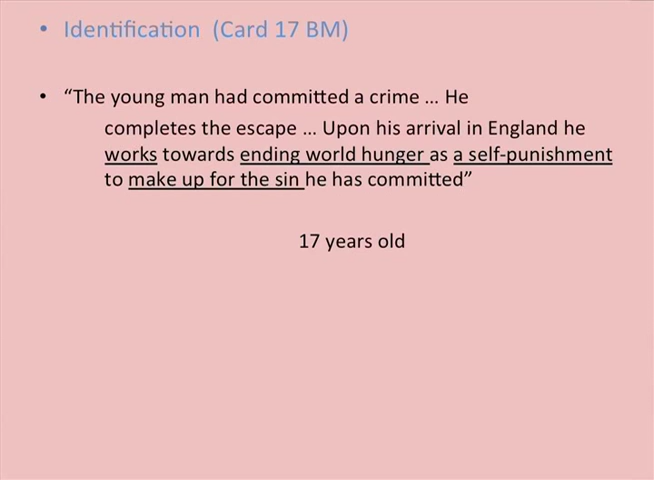 • Identification (Card 17 BM)
• “The young man had committed a crime … He
completes the escape … Upon his arrival in England he
works towards ending world hunger as a self-punishment
to make up for the sin he has committed”
17 years old